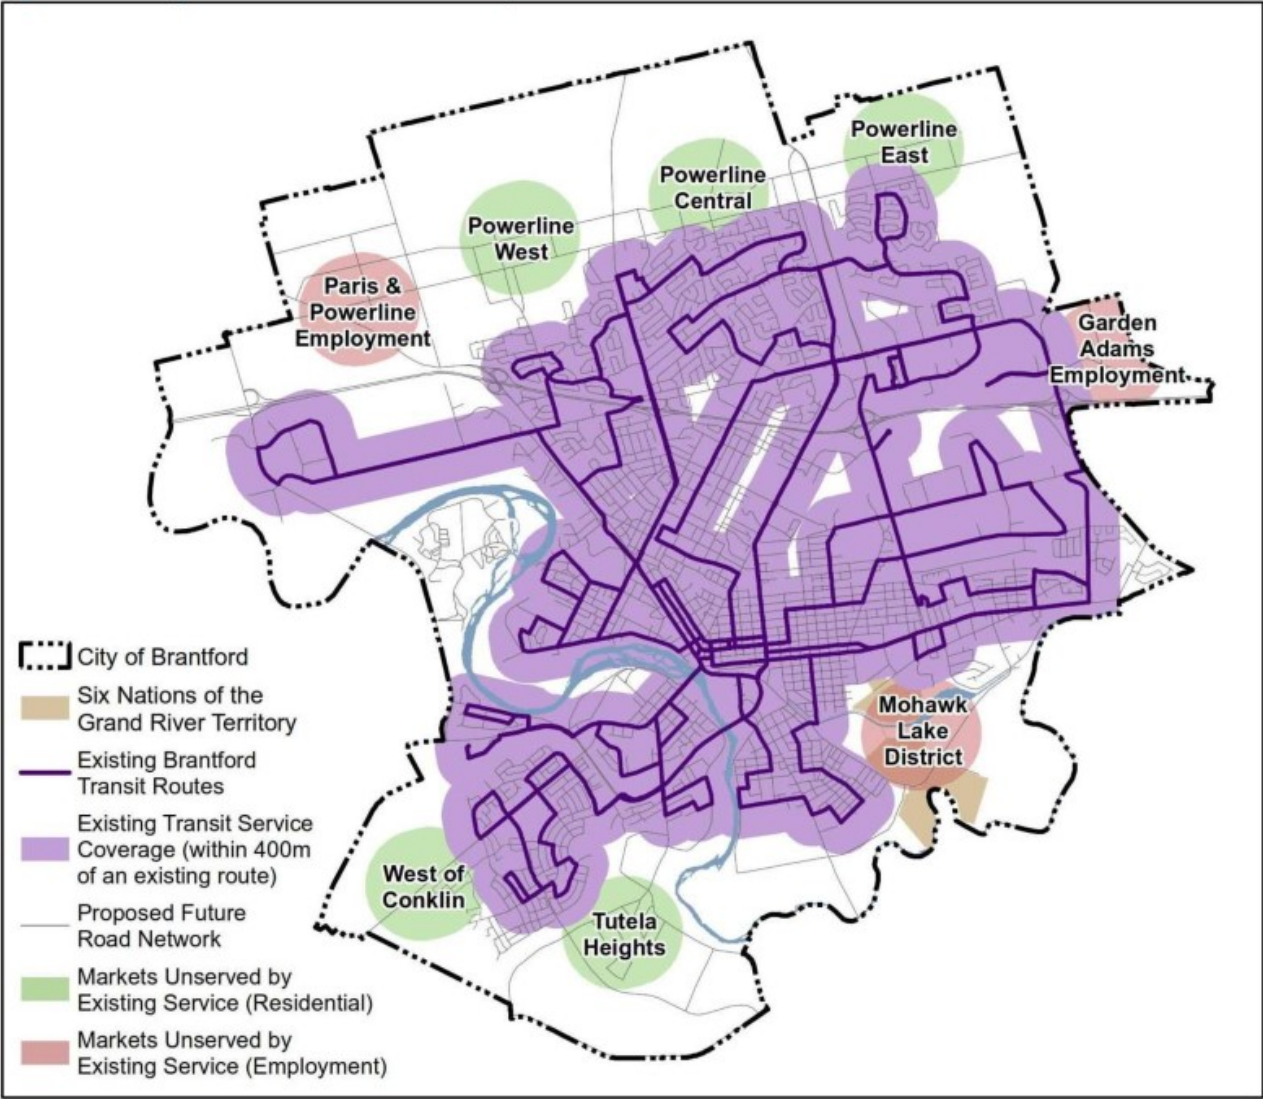 Powerline
East
Powerline
Central
Powerline
West
Paris &
Powerline
Employment
Garden
Adams
Employment
Mohawk
Lake
District
West of
Conklin
Tutela
Heights
City of Brantford
Six Nations of the
Grand River Territory
Existing Brantford
Transit Routes
Existing Transit Service
Coverage (within 400m
of an existing route)
Proposed Future
Road Network
Markets Unserved by
Existing Service (Residential)
Markets Unserved by
Existing Service (Employment)